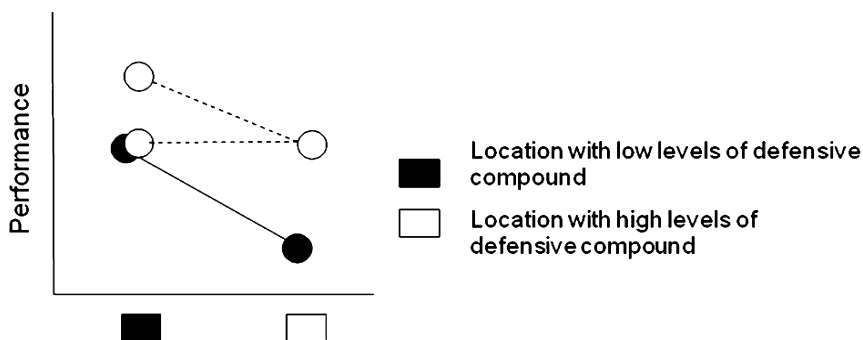 Performance
Location with low levels of defensive
compound
Location with high levels of
defensive compound